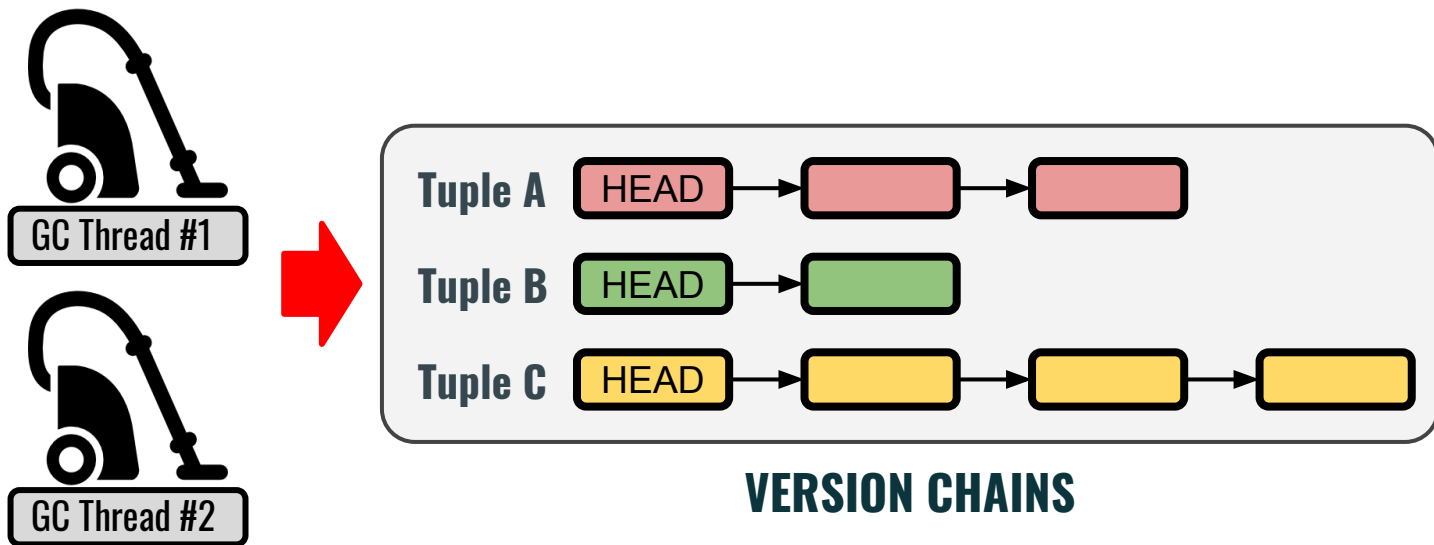 GC Thread #1
GC Thread #2
Tuple A HEAD
Tuple B HEAD
Tuple C HEAD
VERSION CHAINS